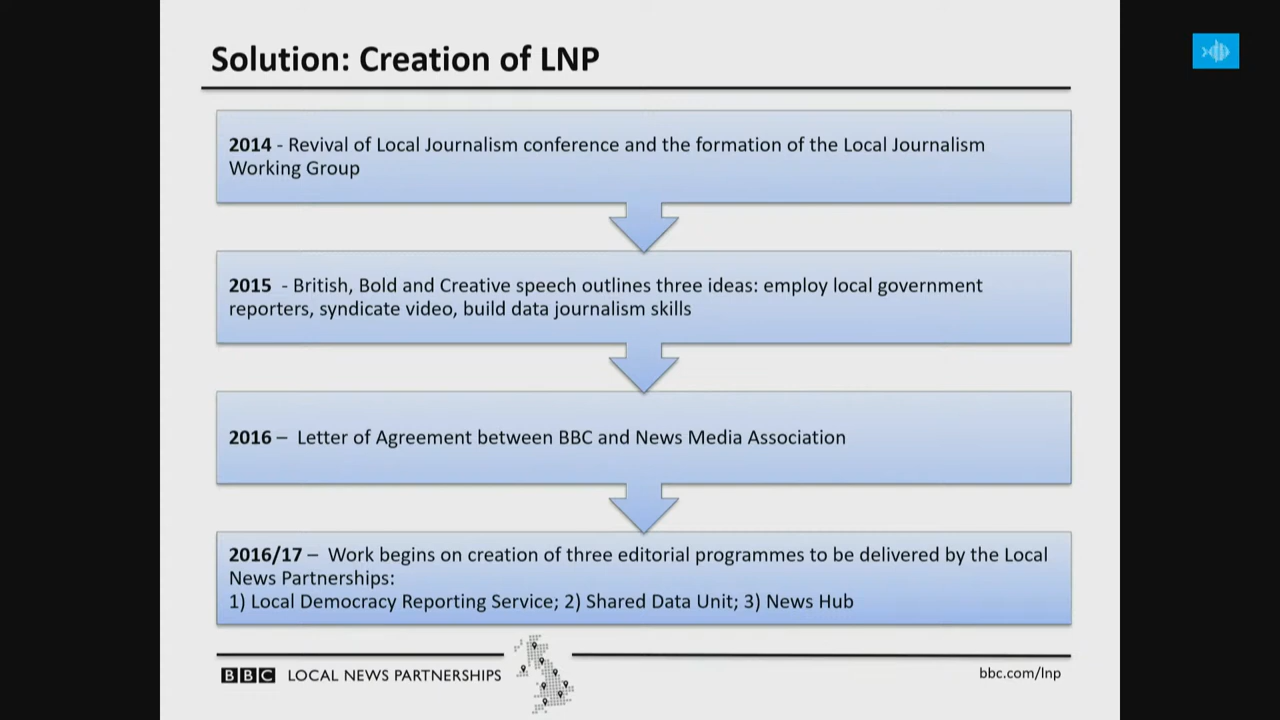 Solution: Creation of LNP
2014 - Revival of Local Journalism conference and the formation of the Local Journalism
Working Group
2015  - British, Bold and Creative speech outlines three ideas: employ local government
reporters, syndicate video, build data journalism skills
2016 –  Letter of Agreement between BBC and News Media Association
2016/17 –  Work begins on creation of three editorial programmes to be delivered by the Local
News Partnerships:
1) Local Democracy Reporting Service; 2) Shared Data Unit; 3) News Hub
BBC LOCAL NEWS PARTNERSHIPS
bbc.com/lnp